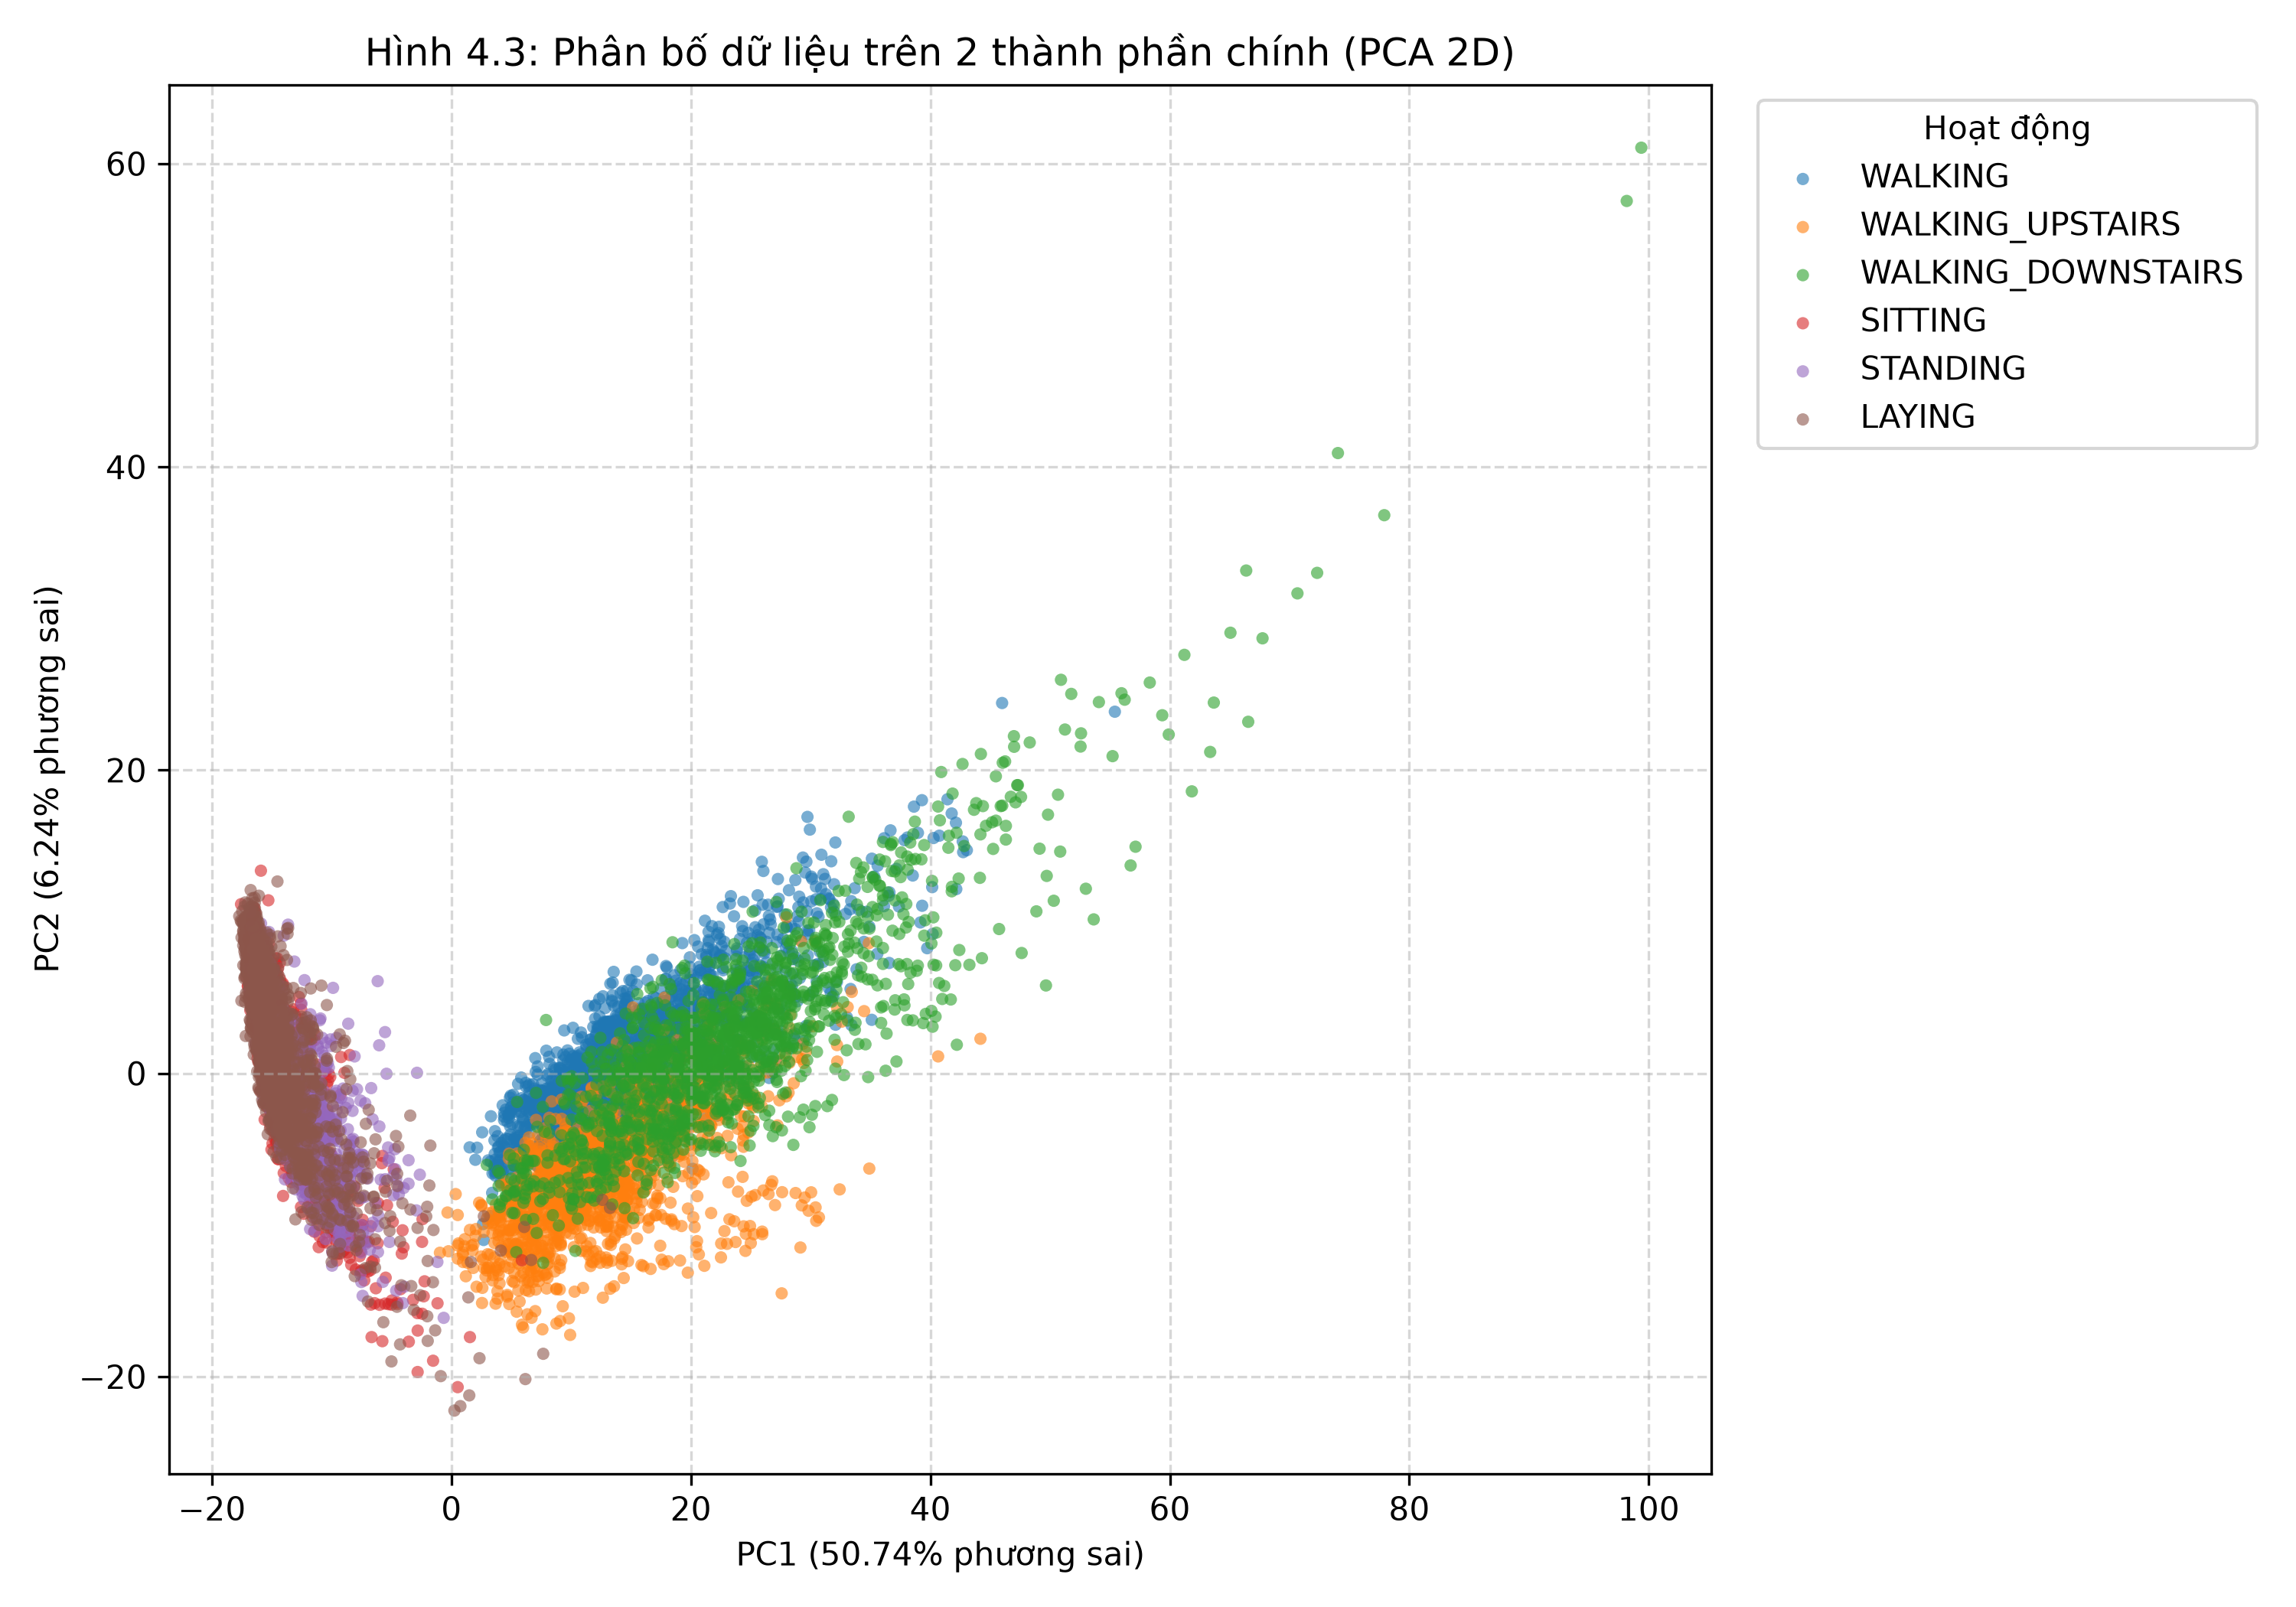 Hình 4.3: Phân bố dữ liệu trên 2 thành phần chính (PCA 2D)
Hoạt động
WALKING
WALKING_UPSTAIRS
WALKING_DOWNSTAIRS
SITTING
STANDING
LAYING
PC2 (6.24% phương sai)
60
40
20
0
−20
−20 0 20 40 60 80 100
PC1 (50.74% phương sai)